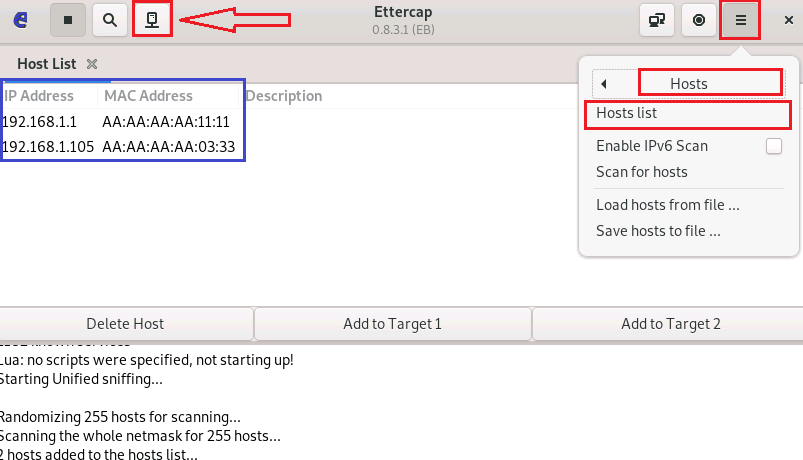 Ettercap
0.8.3.1 (EB)
Host List
IP Address MAC Address Description
192.168.1.1 AA:AA:AA:AA:11:11
192.168.1.105 AA:AA:AA:AA:03:33
Hosts
Hosts list
Enable IPv6 Scan
Scan for hosts
Load hosts from file ...
Save hosts to file ...
Delete Host Add to Target 1 Add to Target 2
Lua: no scripts were specified, not starting up!
Starting Unified sniffing...
Randomizing 255 hosts for scanning...
Scanning the whole netmask for 255 hosts...
2 hosts added to the hosts list...